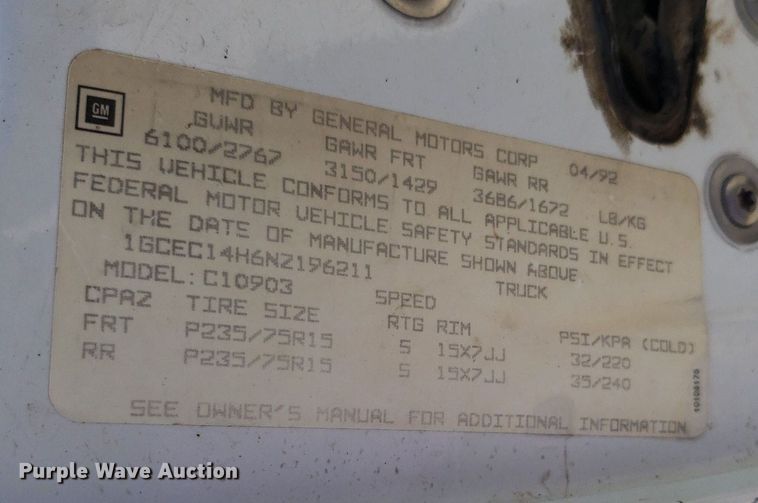 GM
MFD BY GENERAL MOTORS CORP 04/92
GVWR GAWR FRT GAWR RR
6100/2767 3150/1429 3686/1672 LB/KG
THIS VEHICLE CONFORMS TO ALL APPLICABLE U.S.
FEDERAL MOTOR VEHICLE SAFETY STANDARDS IN EFFECT
ON THE DATE OF MANUFACTURE SHOWN ABOVE
1GCEC14H6NZ196211 TRUCK
MODEL: C10903
CPAZ TIRE SIZE SPEED RTG RIM PSI/KPA (COLD)
FRT P235/75R15 S 15X7JJ 32/220
RR P235/75R15 S 15X7JJ 35/240
SEE OWNER'S MANUAL FOR ADDITIONAL INFORMATION
Purple Wave Auction